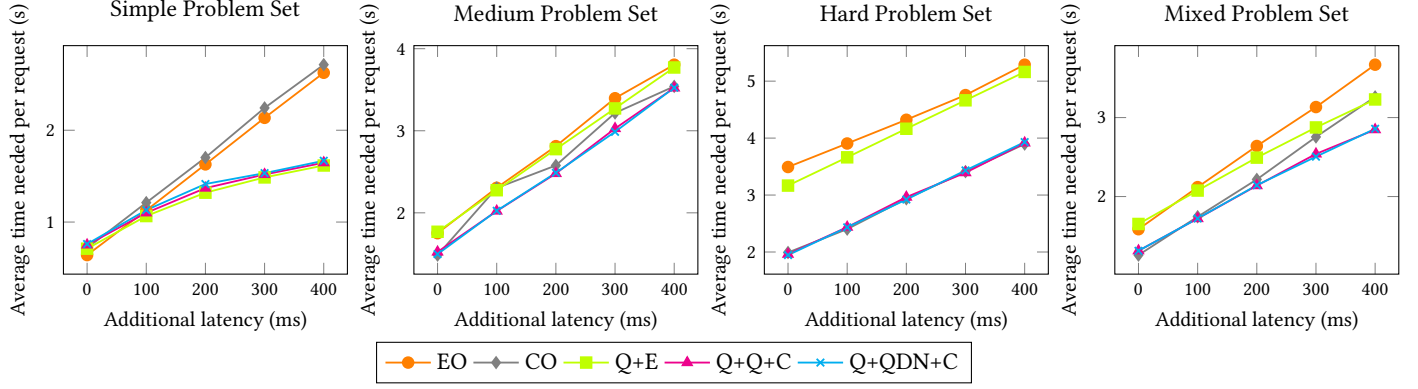 Simple Problem Set
Average time needed per request (s)
2
1
0 100 200 300 400
Additional latency (ms)
Medium Problem Set
Average time needed per request (s)
4
3
2
0 100 200 300 400
Additional latency (ms)
Hard Problem Set
Average time needed per request (s)
5
4
3
2
0 100 200 300 400
Additional latency (ms)
Mixed Problem Set
Average time needed per request (s)
3
2
0 100 200 300 400
Additional latency (ms)
EO CO Q+E Q+Q+C Q+QDN+C